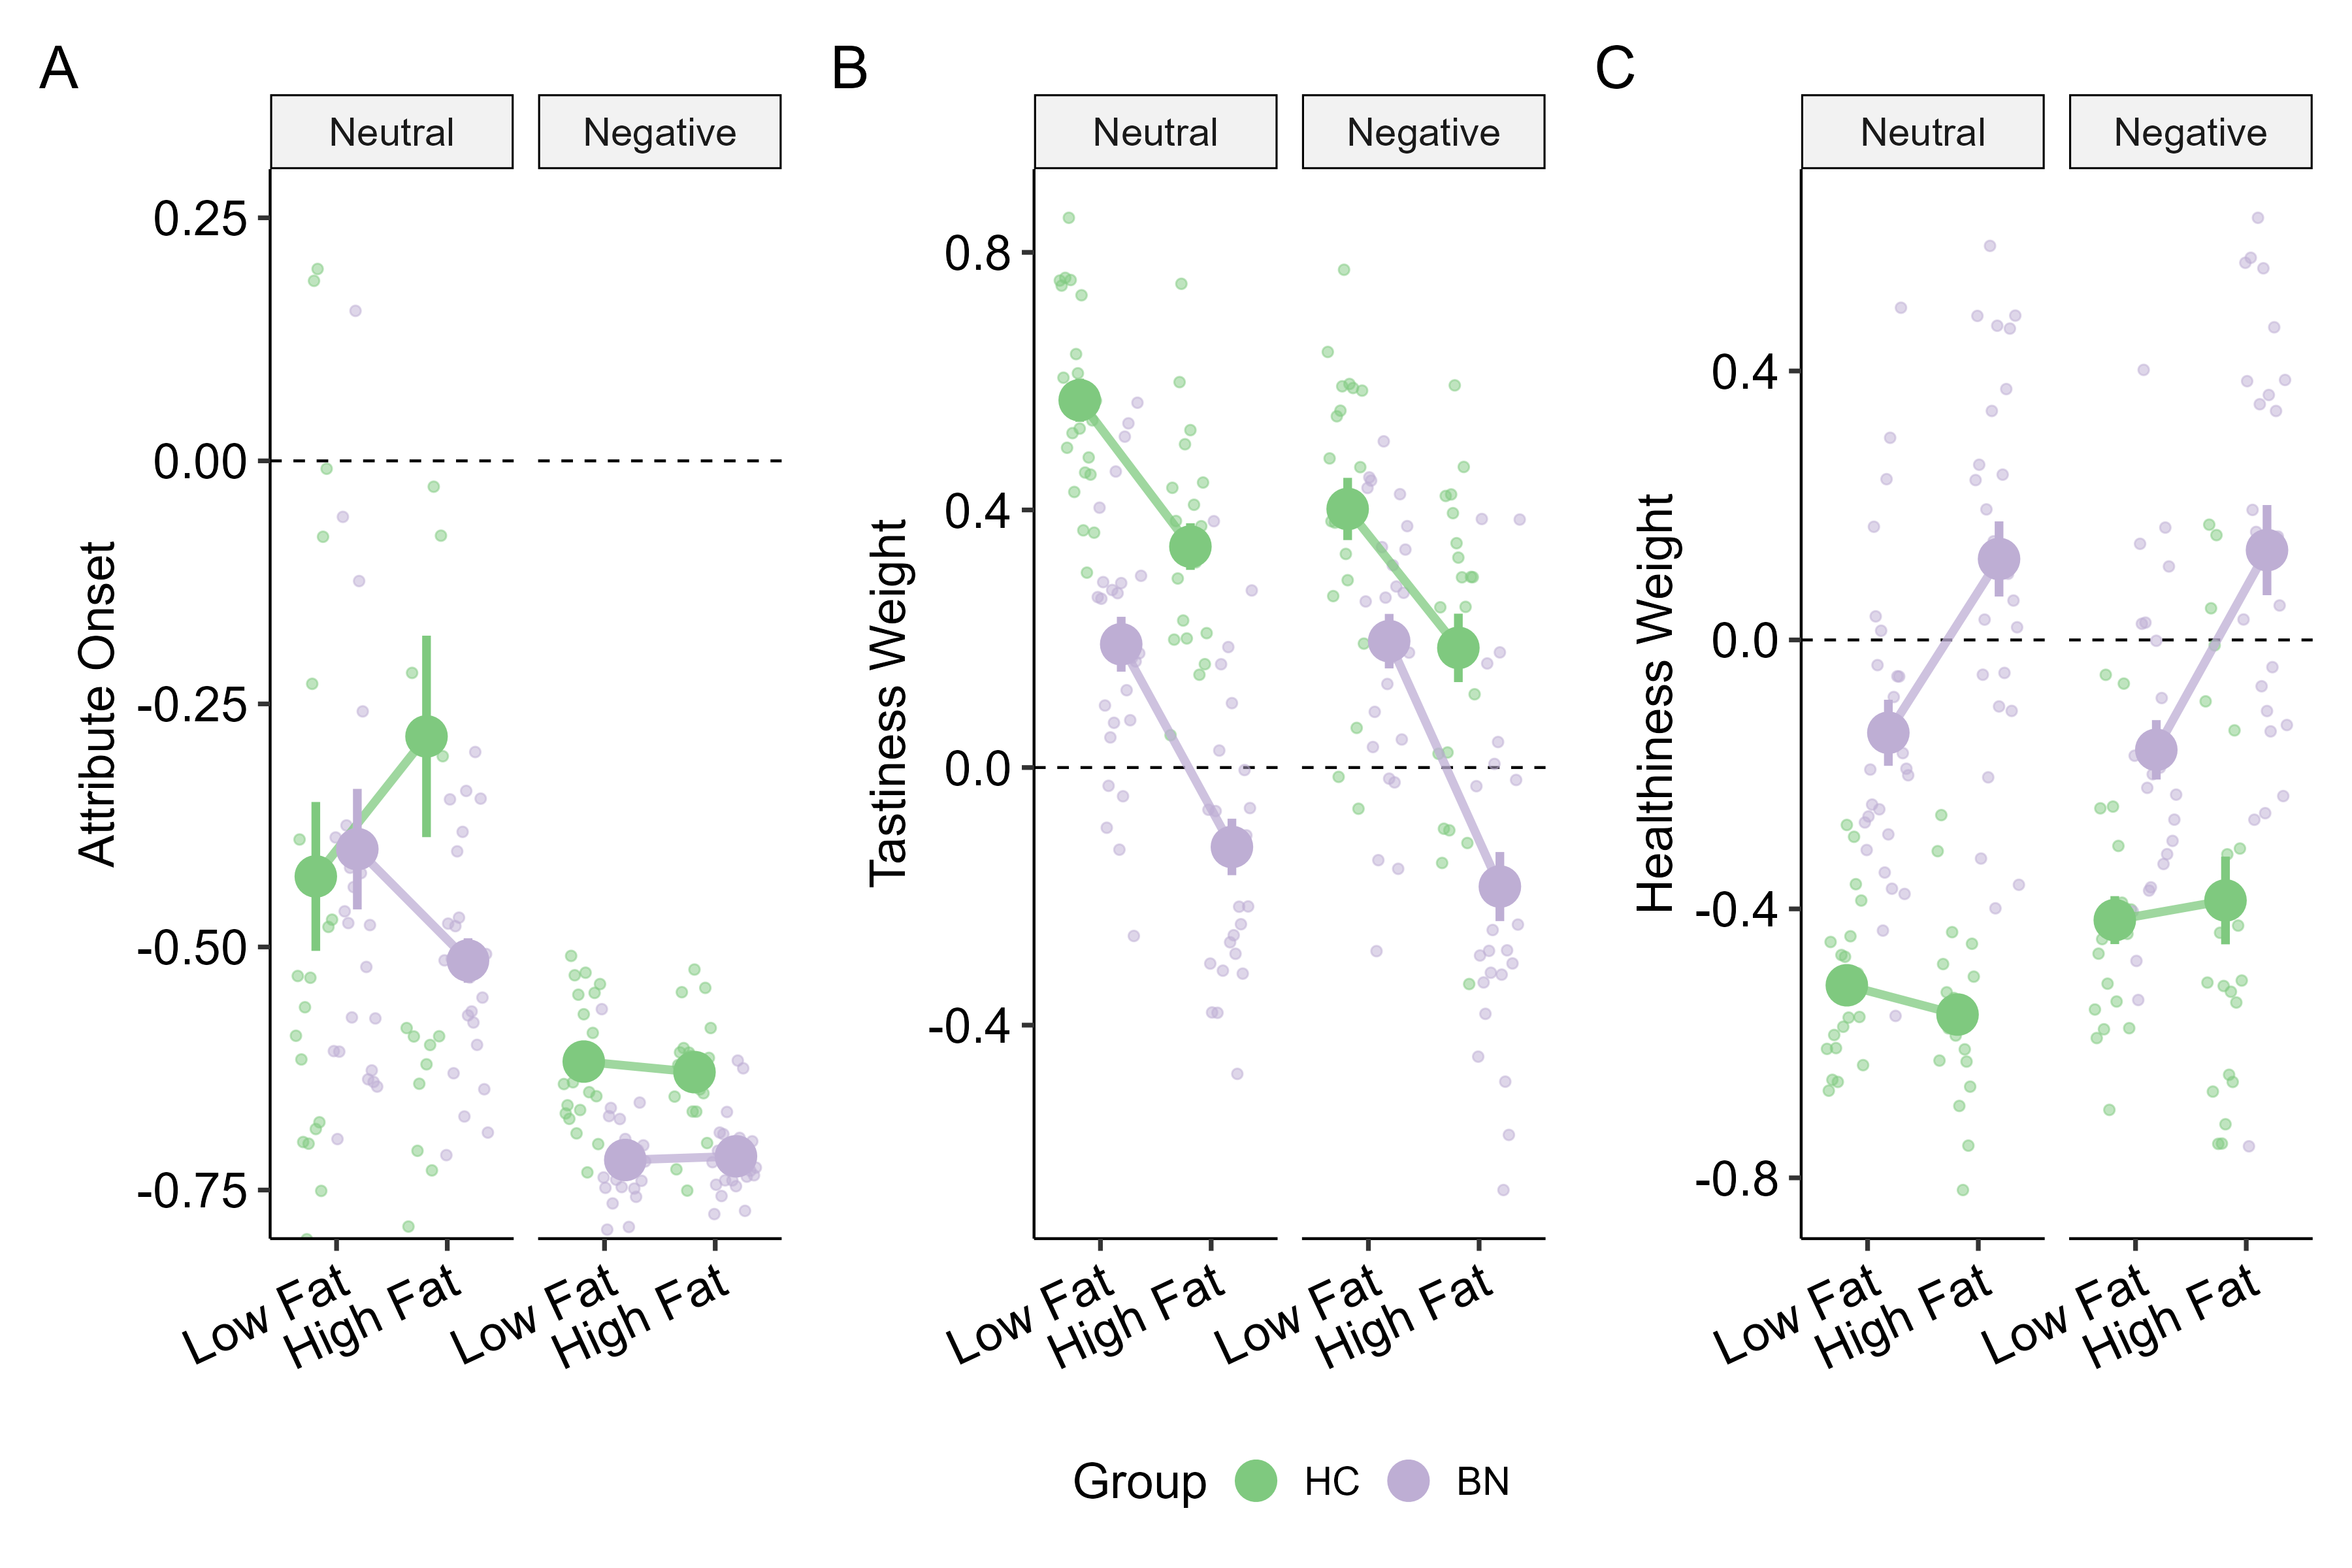 A
B
C
Neutral
Negative
Neutral
Negative
Neutral
Negative
Attribute Onset
0.25
0.00
-0.25
-0.50
-0.75
Low Fat
High Fat
Low Fat
High Fat
Tastiness Weight
0.8
0.4
0.0
-0.4
Low Fat
High Fat
Low Fat
High Fat
Healthiness Weight
0.4
0.0
-0.4
-0.8
Low Fat
High Fat
Low Fat
High Fat
Group HC BN